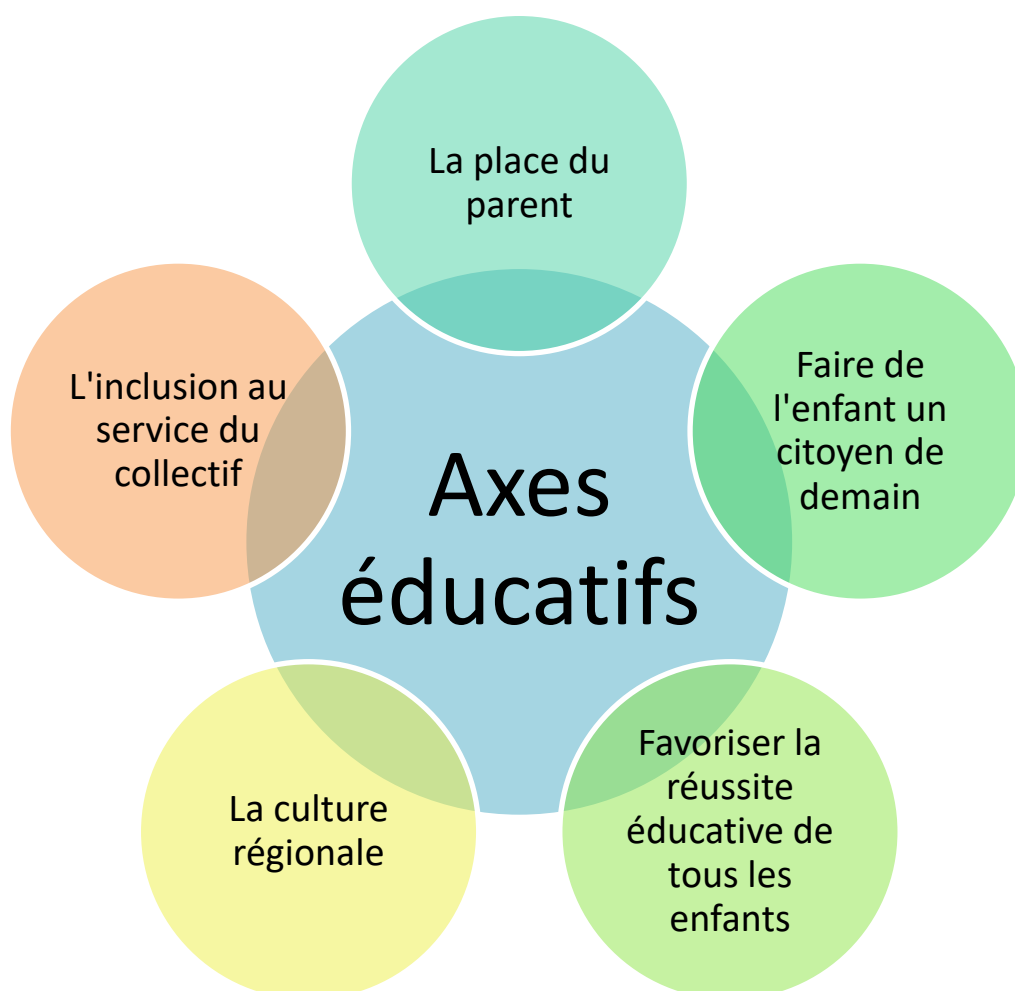 La place du
parent
Faire de
l'enfant un
citoyen de
demain
Favoriser la
réussite
éducative de
tous les
enfants
La culture
régionale
L'inclusion au
service du
collectif
Axes
éducatifs